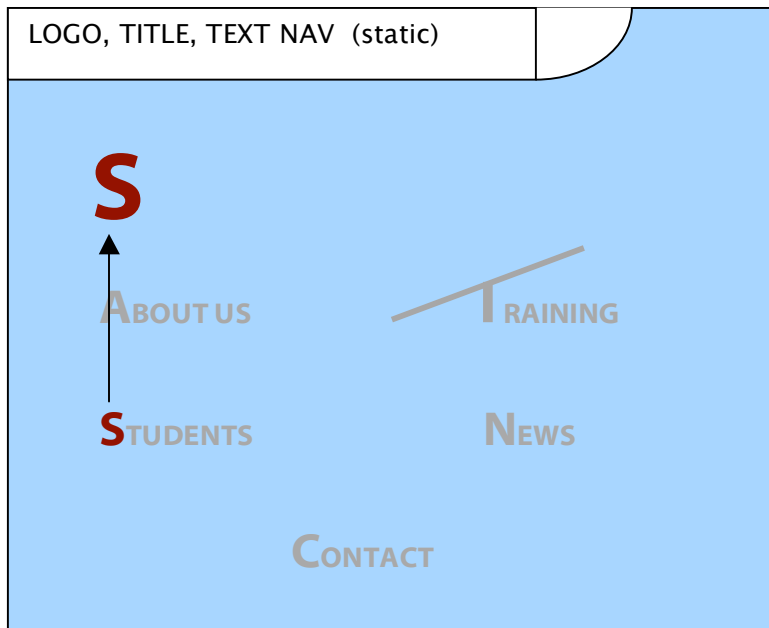 LOGO, TITLE, TEXT NAV (static)
S
ABOUT US
TRAINING
STUDENTS
NEWS
CONTACT